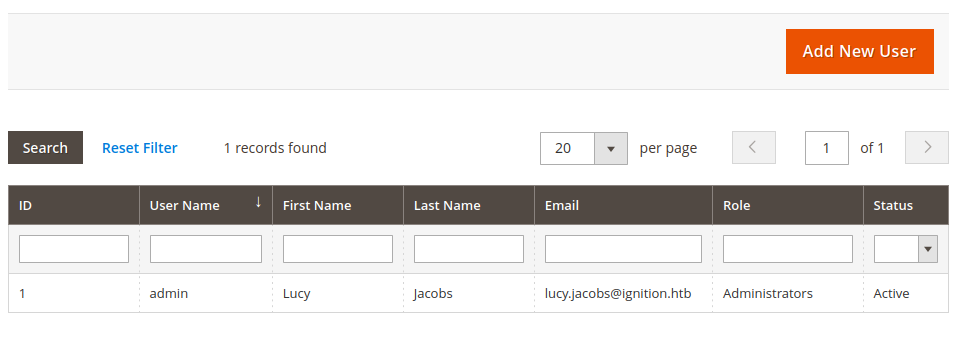 Add New User
Search Reset Filter 1 records found 20 per page 1 of 1
ID User Name ↓ First Name Last Name Email Role Status
1 admin Lucy Jacobs lucy.jacobs@ignition.htb Administrators Active